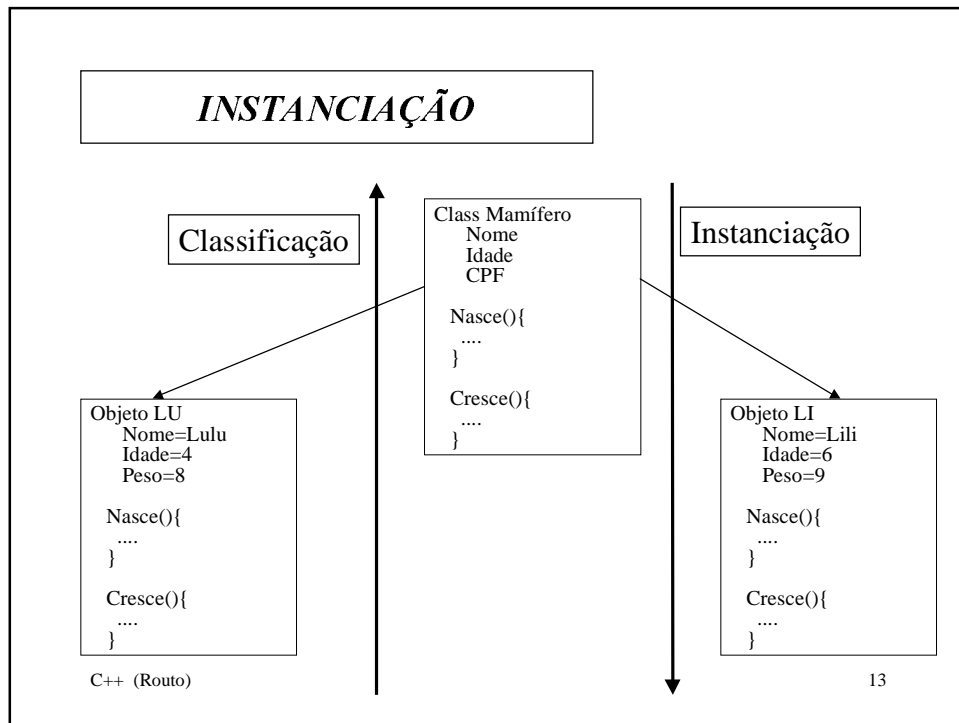 INSTANCIAÇÃO
Classificação
Class Mamífero
Nome
Idade
CPF
Nasce(){
....
}
Cresce(){
....
}
Instanciação
Objeto LU
Nome=Lulu
Idade=4
Peso=8
Nasce(){
....
}
Cresce(){
....
}
Objeto LI
Nome=Lili
Idade=6
Peso=9
Nasce(){
....
}
Cresce(){
....
}
C++ (Routo)
13